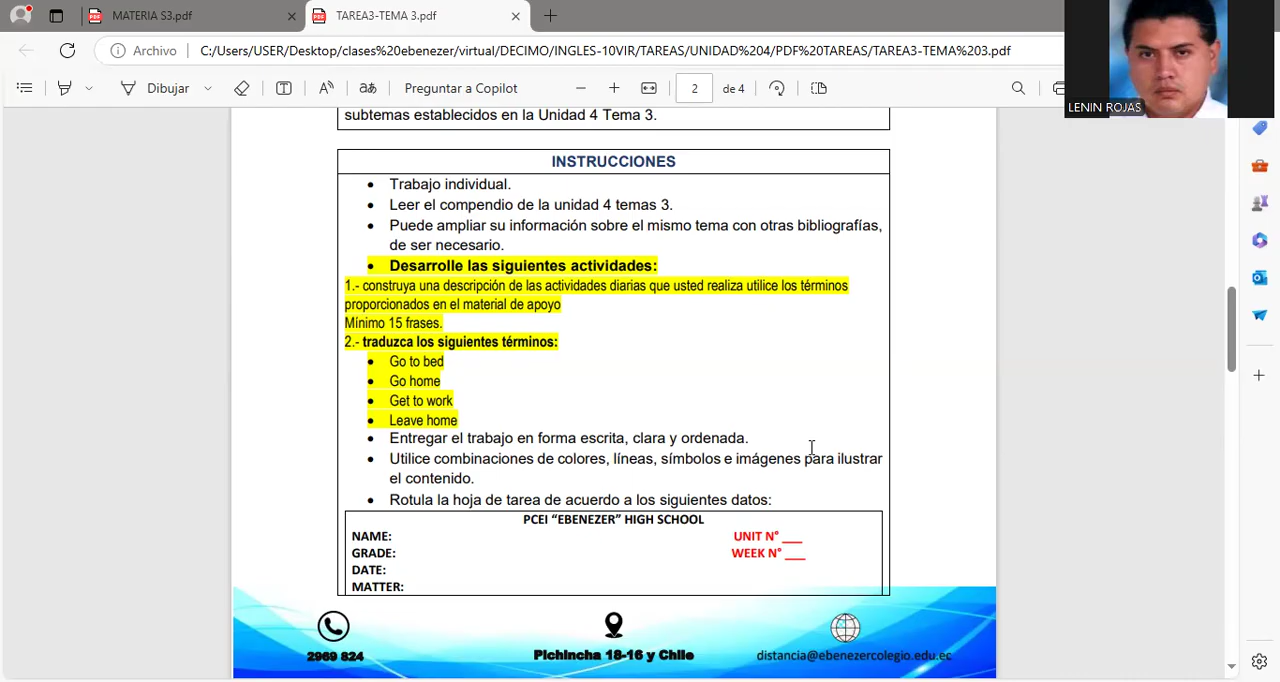 MATERIA S3.pdf
TAREA3-TEMA 3.pdf
Archivo C:/Users/USER/Desktop/clases%20ebenezer/virtual/DECIMO/INGLES-10VIR/TAREAS/UNIDAD%204/PDF%20TAREAS/TAREA3-TEMA%203.pdf
LENIN ROJAS
Dibujar Preguntar a Copilot 2 de 4
subtemas establecidos en la Unidad 4 Tema 3.
INSTRUCCIONES
• Trabajo individual.
• Leer el compendio de la unidad 4 temas 3.
• Puede ampliar su información sobre el mismo tema con otras bibliografías,
de ser necesario.
• Desarrolle las siguientes actividades:
1.- construya una descripción de las actividades diarias que usted realiza utilice los términos
proporcionados en el material de apoyo
Mínimo 15 frases.
2.- traduzca los siguientes términos:
• Go to bed
• Go home
• Get to work
• Leave home
• Entregar el trabajo en forma escrita, clara y ordenada.
• Utilice combinaciones de colores, líneas, símbolos e imágenes para ilustrar
el contenido.
• Rotula la hoja de tarea de acuerdo a los siguientes datos:
PCEI “EBENEZER” HIGH SCHOOL
NAME: UNIT N° ___
GRADE: WEEK N° ___
DATE:
MATTER:
2969 824
Pichincha 18-16 y Chile
distancia@ebenezercolegio.edu.ec